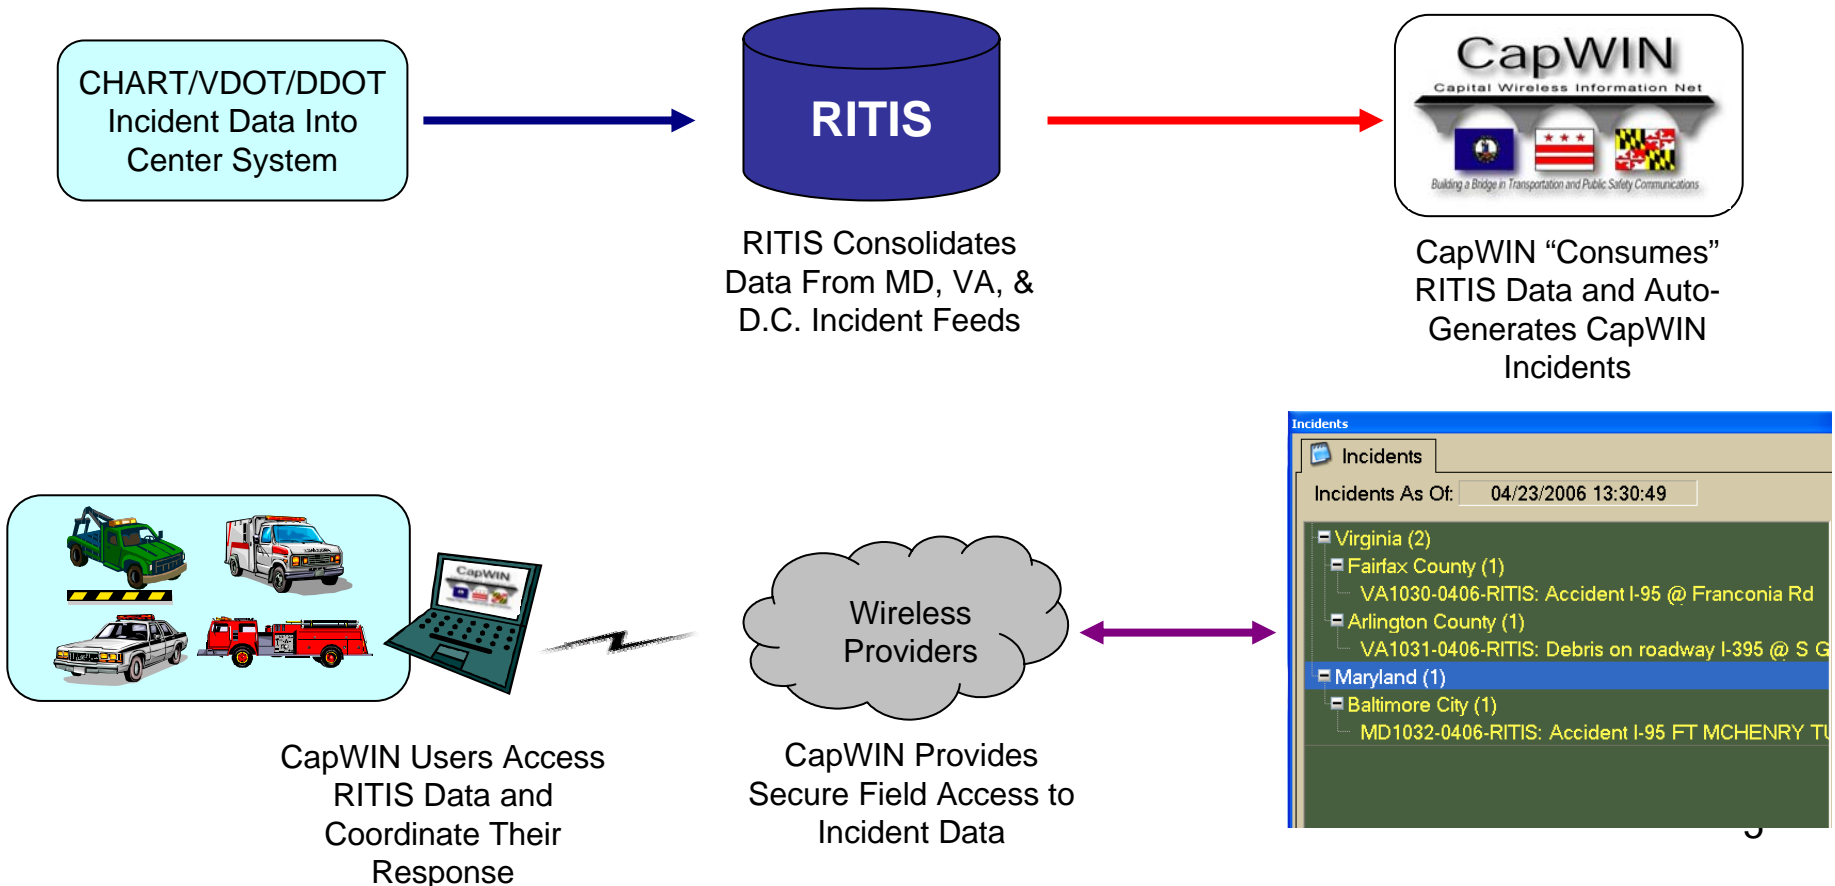 CHART/VDOT/DDOT
Incident Data Into
Center System
RITIS
CapWIN
Capital Wireless Information Net
Building a Bridge in Transportation and Public Safety Communications
RITIS Consolidates
Data From MD, VA, &
D.C. Incident Feeds
CapWIN “Consumes”
RITIS Data and Auto-
Generates CapWIN
Incidents
CapWIN
Wireless
Providers
Incidents
Incidents
Incidents As Of: 04/23/2006 13:30:49
Virginia (2)
Fairfax County (1)
VA1030-0406-RITIS: Accident I-95 @ Franconia Rd
Arlington County (1)
VA1031-0406-RITIS: Debris on roadway I-395 @ S G
Maryland (1)
Baltimore City (1)
MD1032-0406-RITIS: Accident I-95 FT MCHENRY TU
CapWIN Users Access
RITIS Data and
Coordinate Their
Response
CapWIN Provides
Secure Field Access to
Incident Data